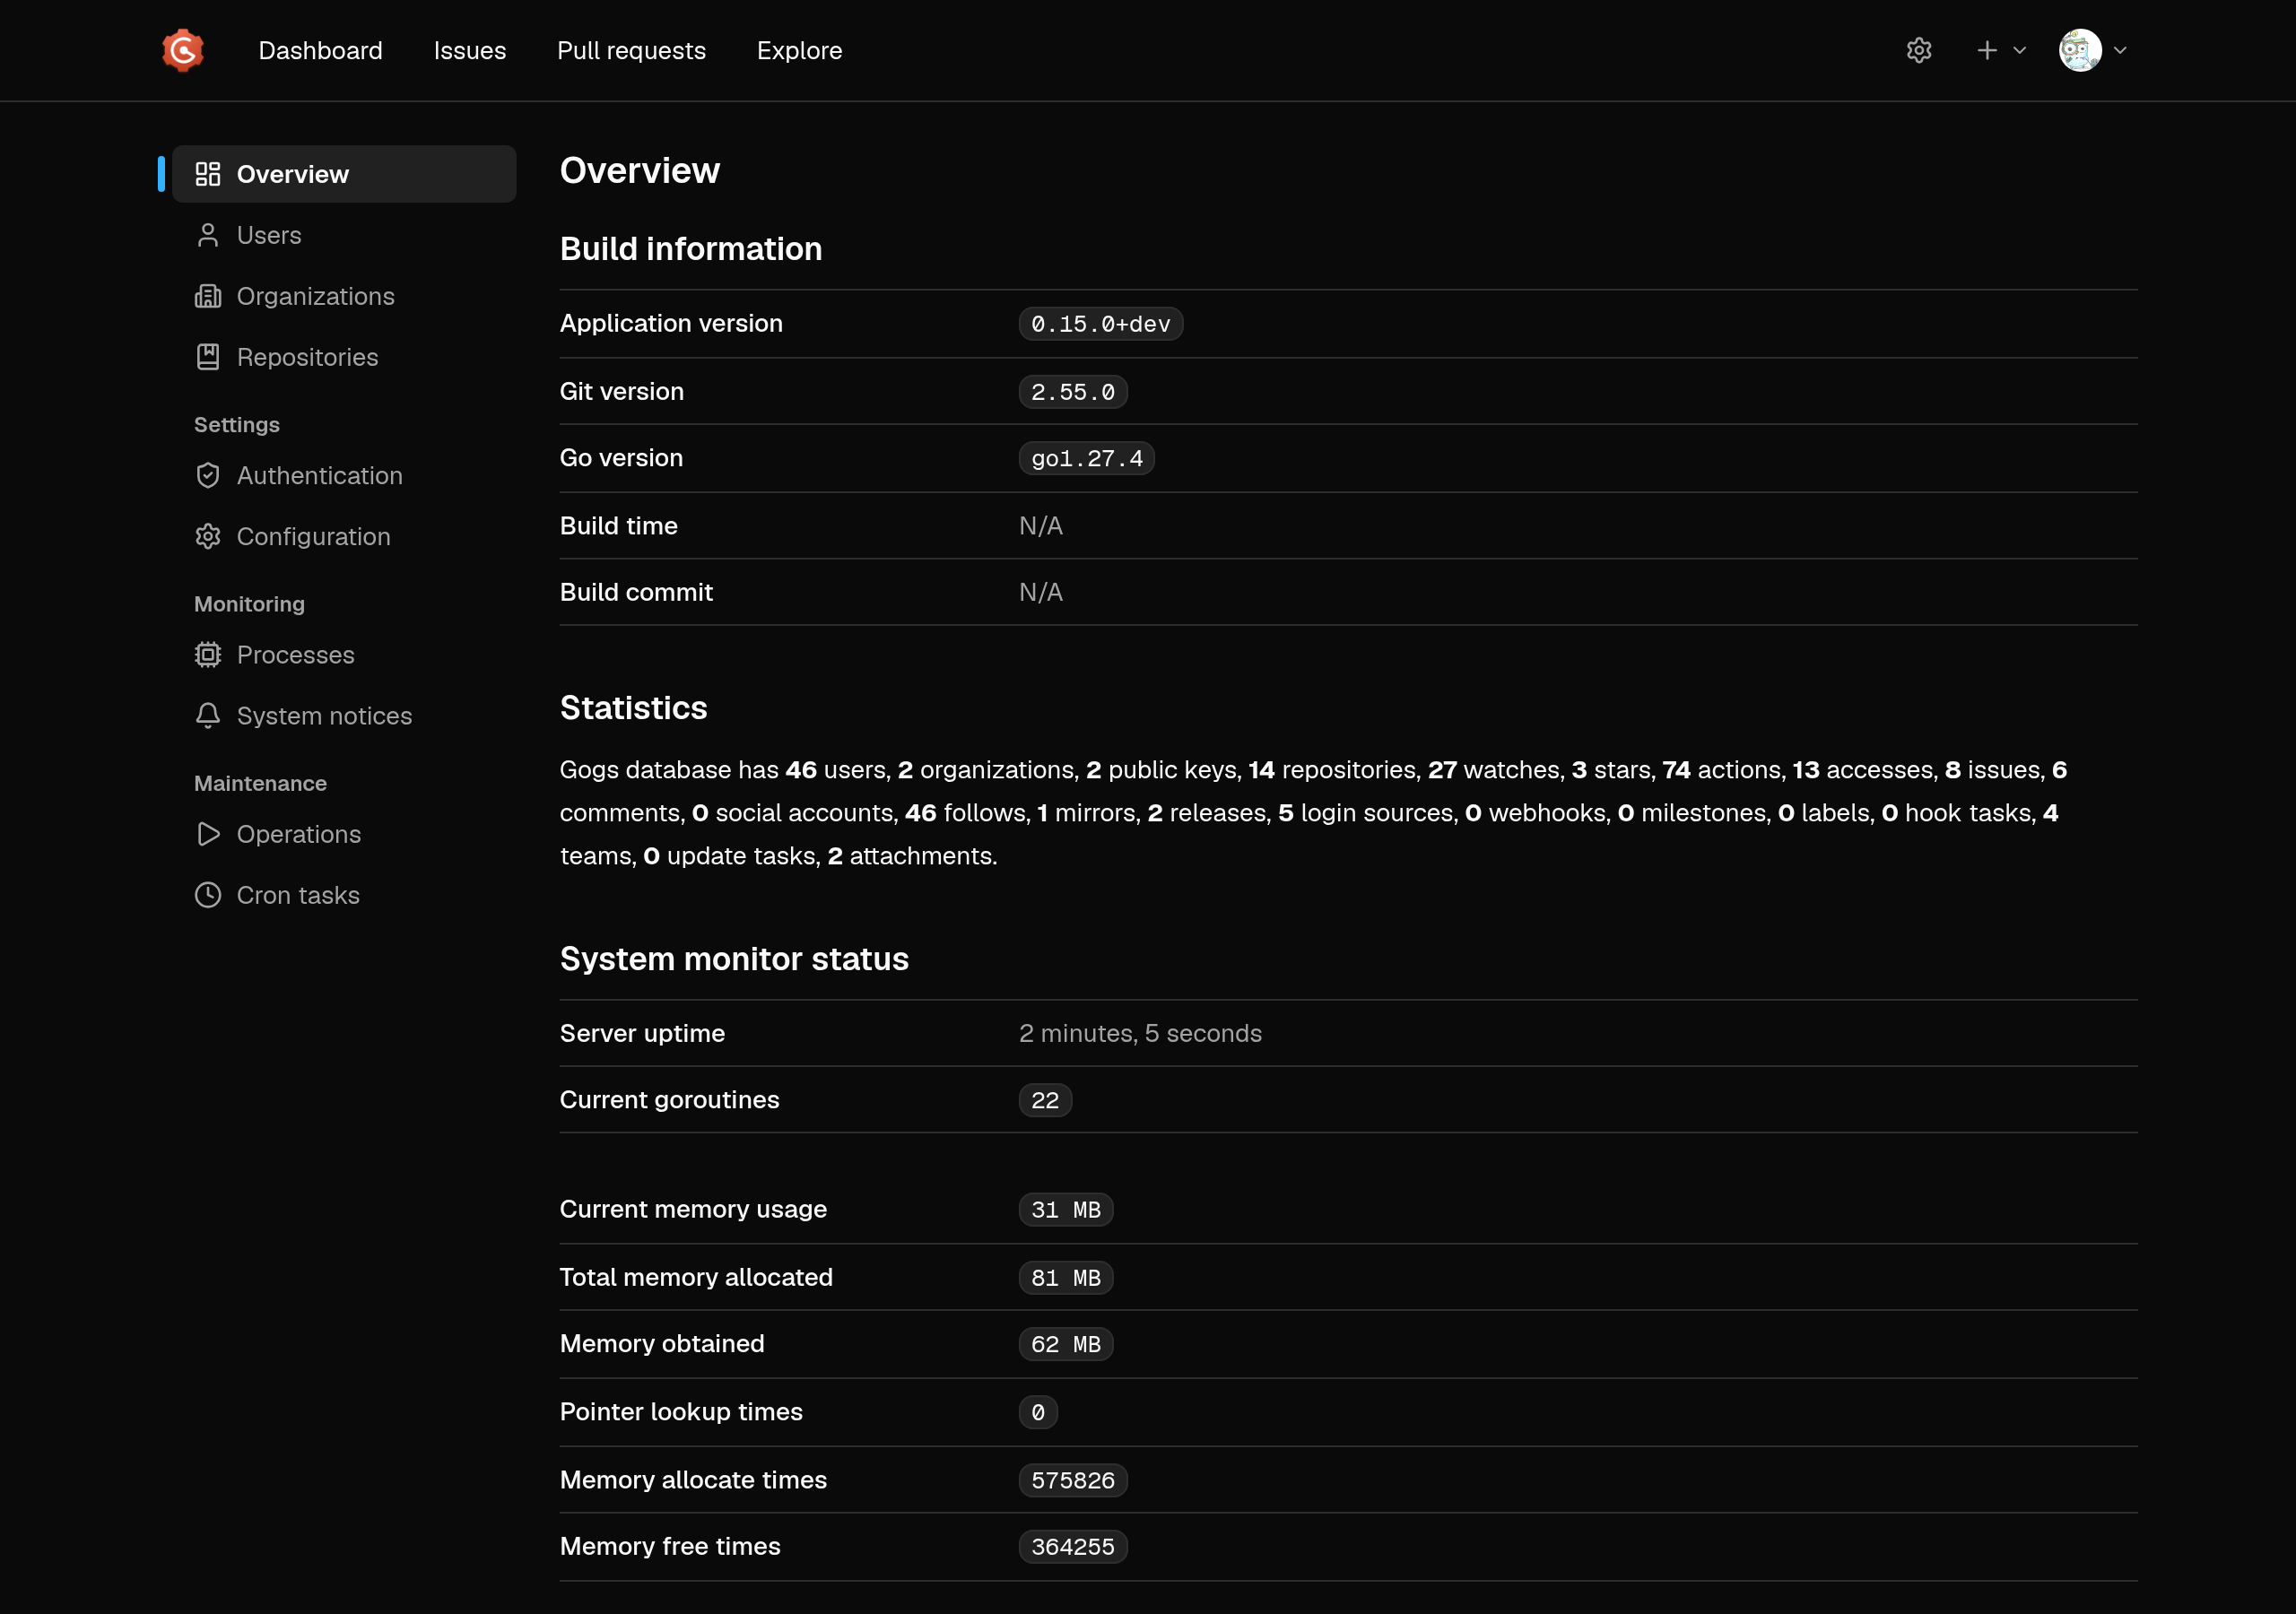 Dashboard Issues Pull requests Explore
Overview
Users
Organizations
Repositories
Settings
Authentication
Configuration
Monitoring
Processes
System notices
Maintenance
Operations
Cron tasks
Overview
Build information
Application version 0.15.0+dev
Git version 2.55.0
Go version go1.27.4
Build time N/A
Build commit N/A
Statistics
Gogs database has 46 users, 2 organizations, 2 public keys, 14 repositories, 27 watches, 3 stars, 74 actions, 13 accesses, 8 issues, 6
comments, 0 social accounts, 46 follows, 1 mirrors, 2 releases, 5 login sources, 0 webhooks, 0 milestones, 0 labels, 0 hook tasks, 4
teams, 0 update tasks, 2 attachments.
System monitor status
Server uptime 2 minutes, 5 seconds
Current goroutines 22
Current memory usage 31 MB
Total memory allocated 81 MB
Memory obtained 62 MB
Pointer lookup times 0
Memory allocate times 575826
Memory free times 364255